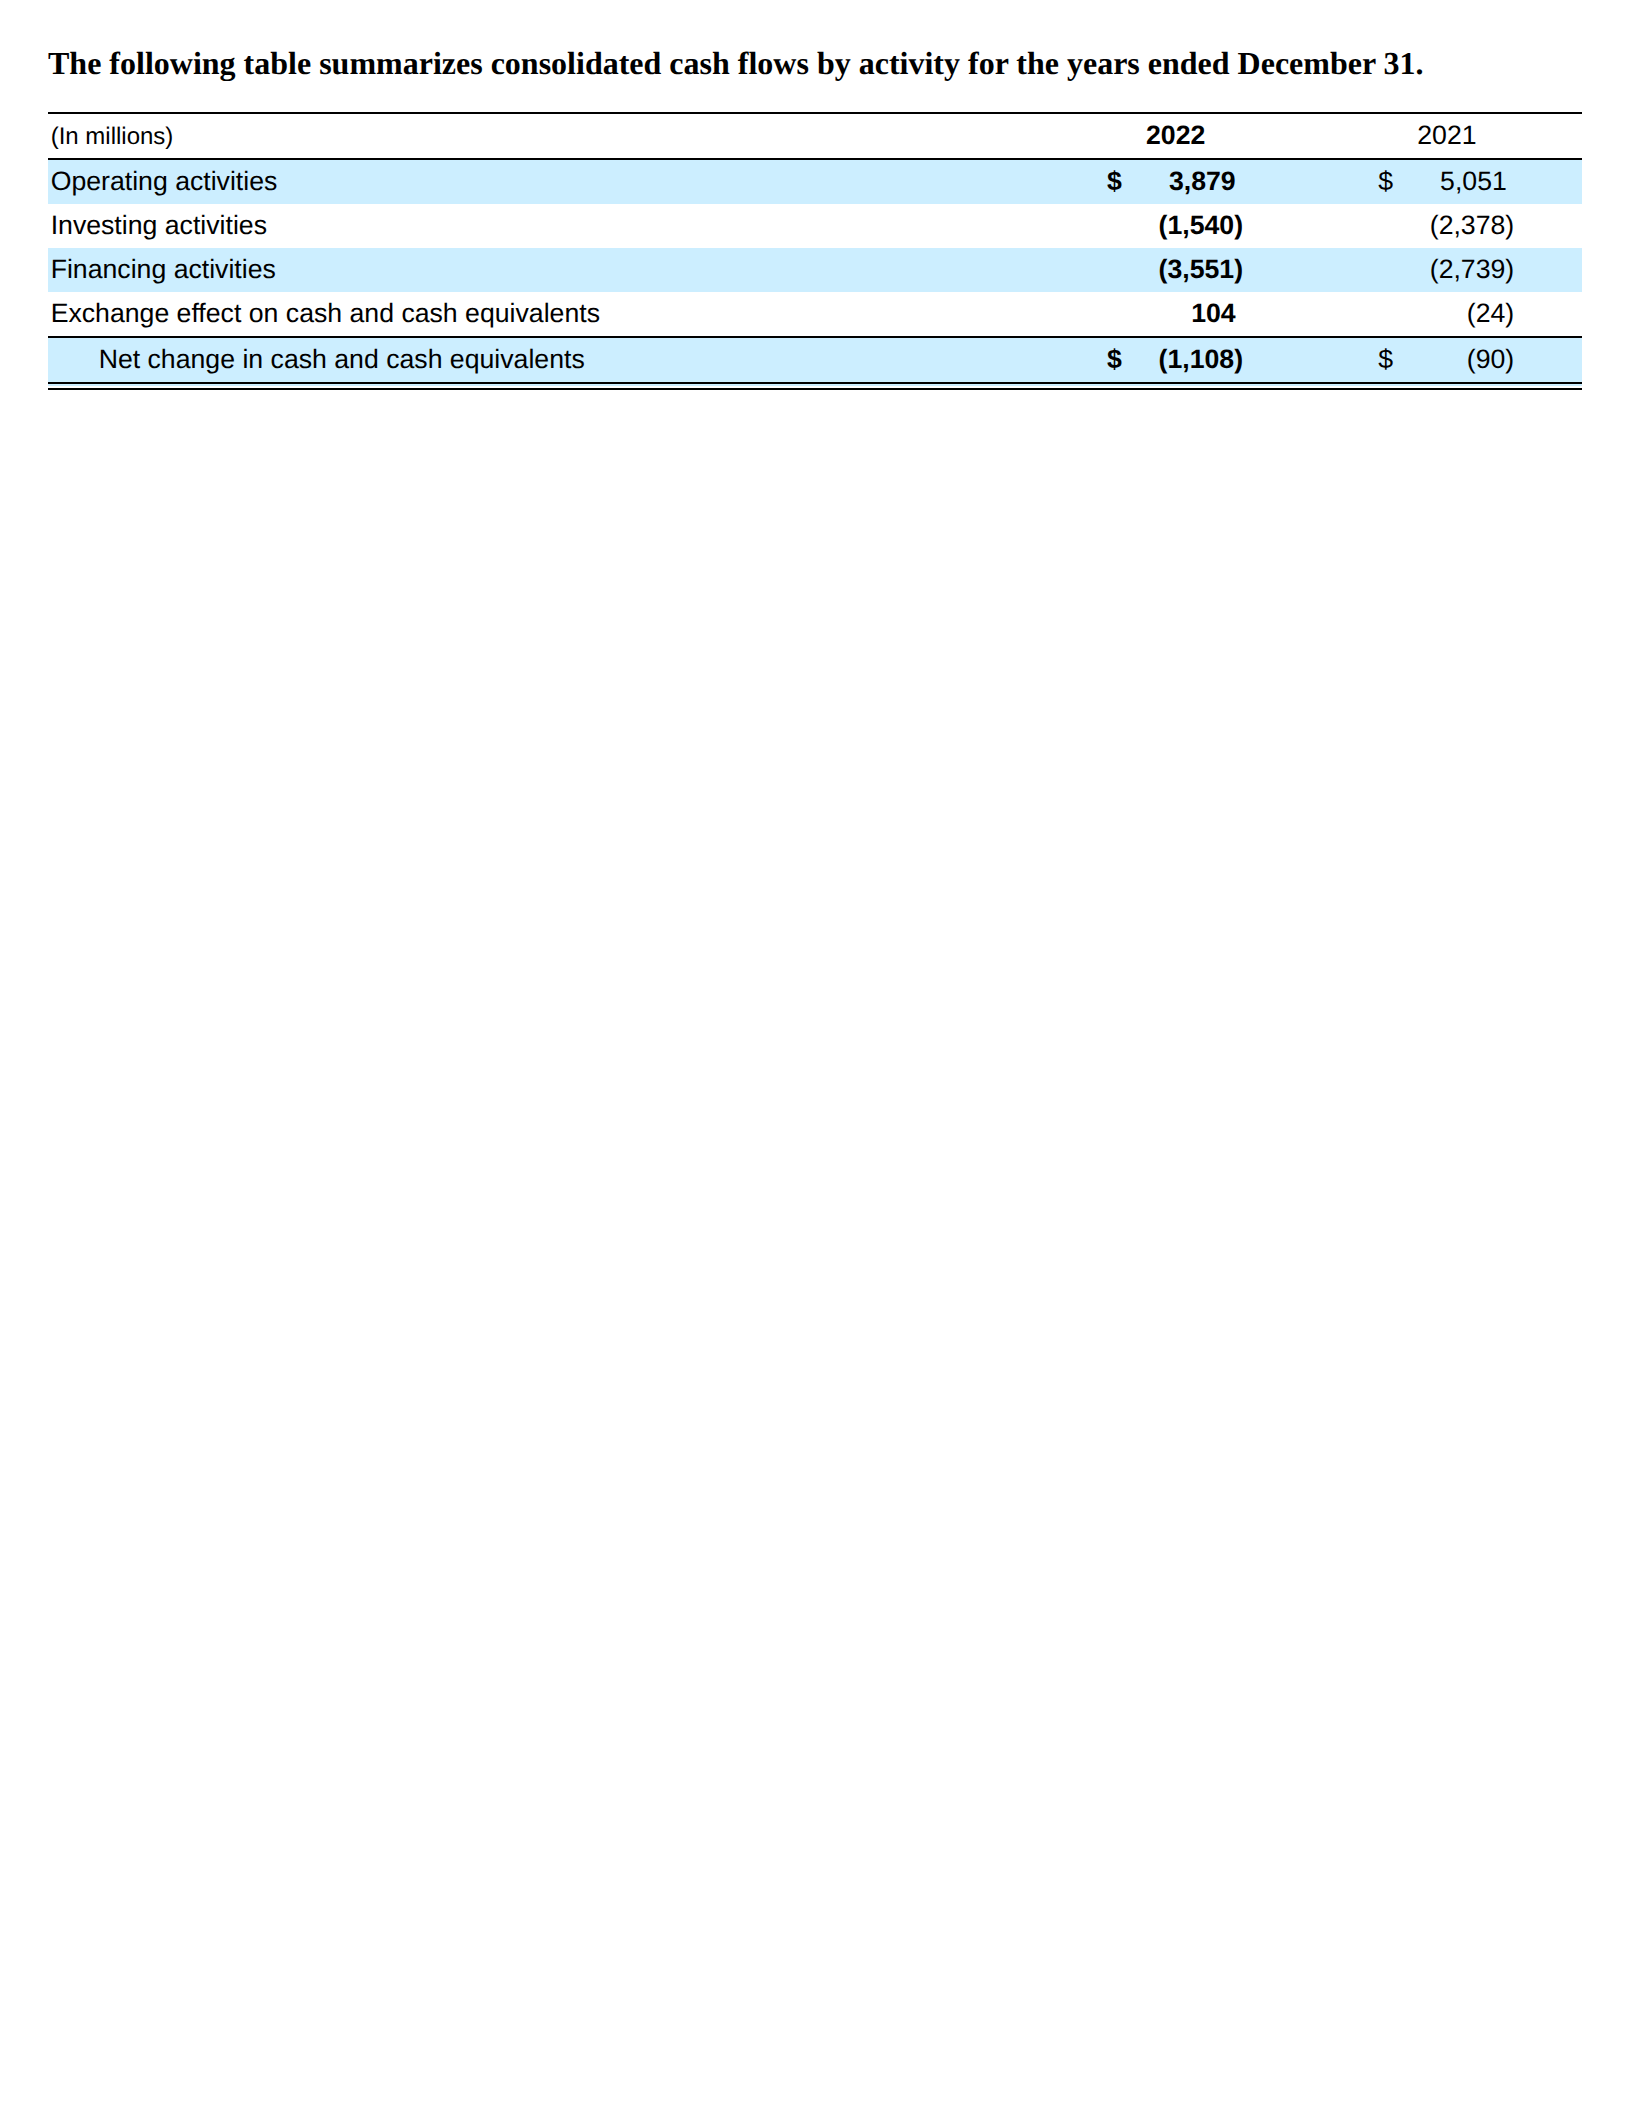 The following table summarizes consolidated cash flows by activity for the years ended December 31.
(In millions) 2022 2021
Operating activities $ 3,879 $ 5,051
Investing activities (1,540) (2,378)
Financing activities (3,551) (2,739)
Exchange effect on cash and cash equivalents 104 (24)
Net change in cash and cash equivalents $ (1,108) $ (90)